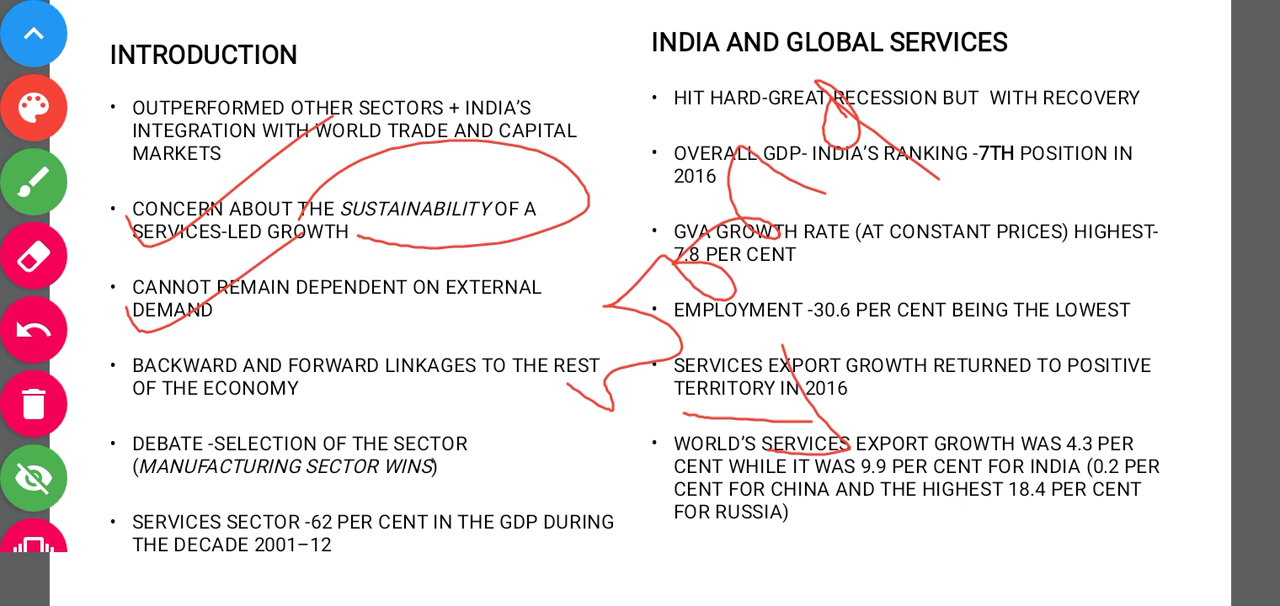 INTRODUCTION
• OUTPERFORMED OTHER SECTORS + INDIA'S
INTEGRATION WITH WORLD TRADE AND CAPITAL
MARKETS
• CONCERN ABOUT THE SUSTAINABILITY OF A
SERVICES-LED GROWTH
• CANNOT REMAIN DEPENDENT ON EXTERNAL
DEMAND
• BACKWARD AND FORWARD LINKAGES TO THE REST
OF THE ECONOMY
• DEBATE -SELECTION OF THE SECTOR
(MANUFACTURING SECTOR WINS)
• SERVICES SECTOR -62 PER CENT IN THE GDP DURING
THE DECADE 2001–12
INDIA AND GLOBAL SERVICES
• HIT HARD-GREAT RECESSION BUT WITH RECOVERY
• OVERALL GDP- INDIA'S RANKING -7TH POSITION IN
2016
• GVA GROWTH RATE (AT CONSTANT PRICES) HIGHEST-
7.8 PER CENT
• EMPLOYMENT -30.6 PER CENT BEING THE LOWEST
• SERVICES EXPORT GROWTH RETURNED TO POSITIVE
TERRITORY IN 2016
• WORLD'S SERVICES EXPORT GROWTH WAS 4.3 PER
CENT WHILE IT WAS 9.9 PER CENT FOR INDIA (0.2 PER
CENT FOR CHINA AND THE HIGHEST 18.4 PER CENT
FOR RUSSIA)